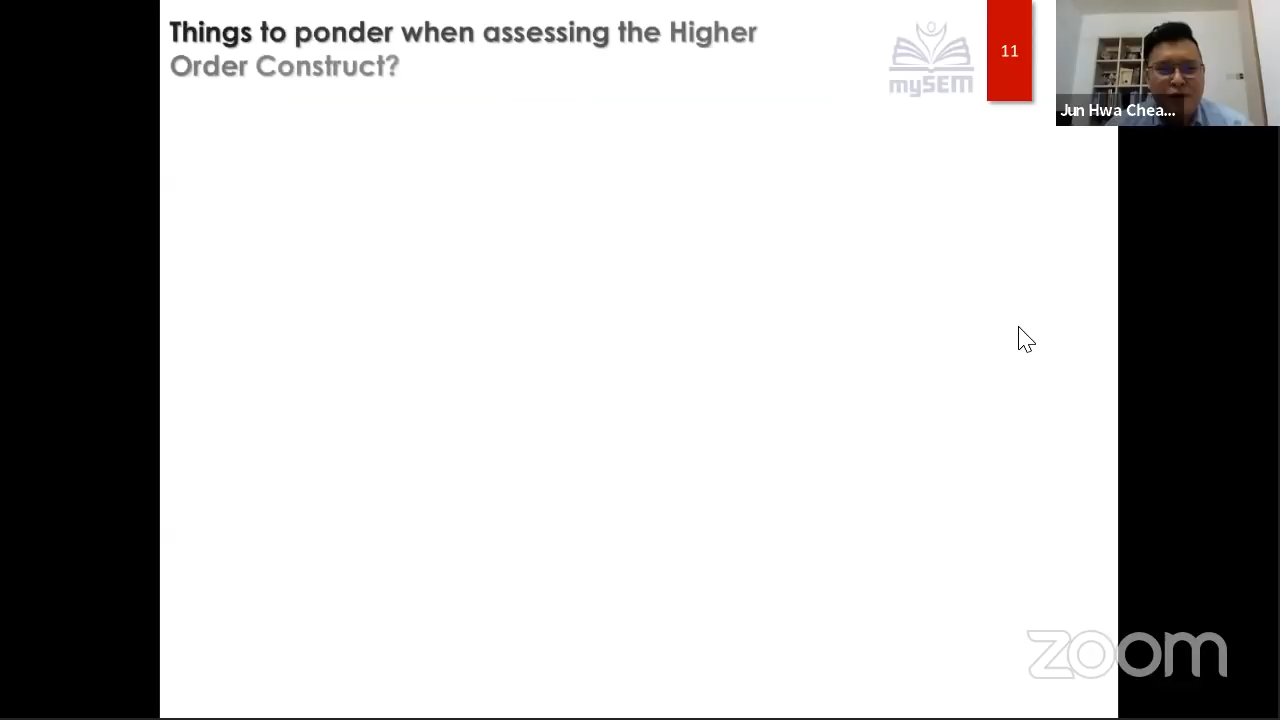 Things to ponder when assessing the Higher
Order Construct?
mySEM
11
Jun Hwa Chea...
zoom